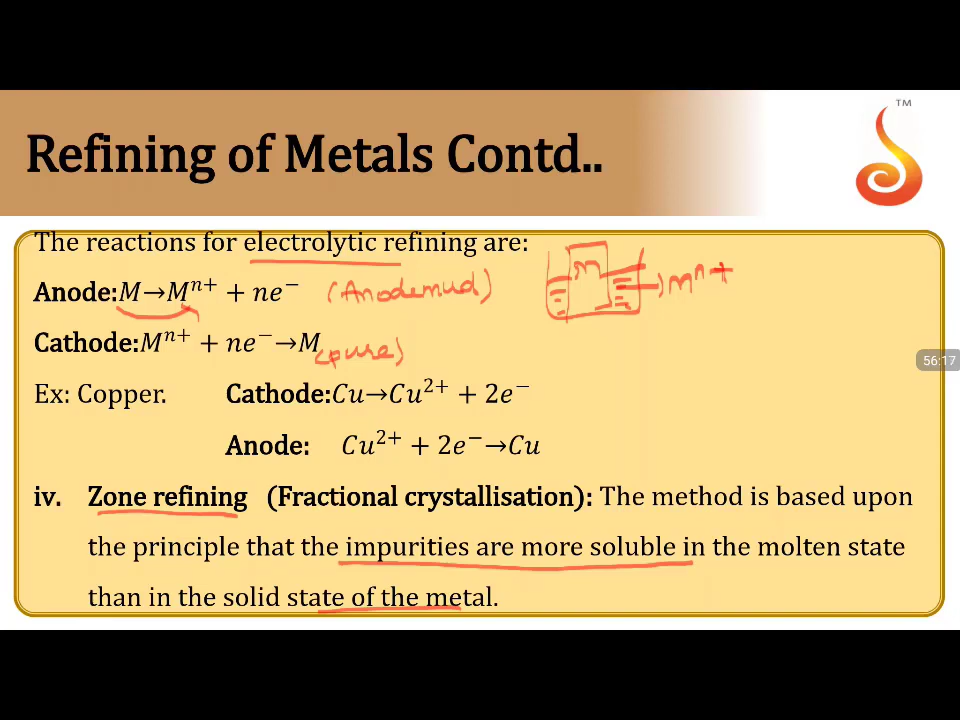 TM
Refining of Metals Contd..
The reactions for electrolytic refining are:
Anode: M→Mⁿ⁺ + ne⁻ (Anodemud) m → mⁿ⁺
Cathode: Mⁿ⁺ + ne⁻→M (pure)
56:17
Ex: Copper. Cathode: Cu→Cu²⁺ + 2e⁻
Anode: Cu²⁺ + 2e⁻→Cu
iv. Zone refining (Fractional crystallisation): The method is based upon
the principle that the impurities are more soluble in the molten state
than in the solid state of the metal.